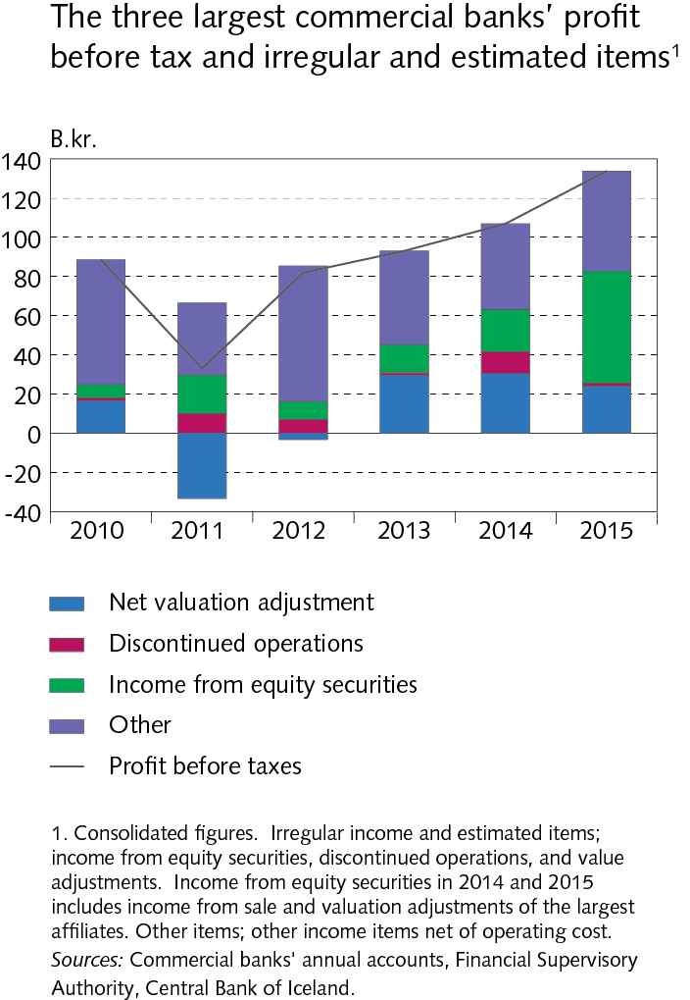 The three largest commercial banks’ profit
before tax and irregular and estimated items¹
B.kr.
140
120
100
80
60
40
20
0
-20
-40
2010 2011 2012 2013 2014 2015
Net valuation adjustment
Discontinued operations
Income from equity securities
Other
Profit before taxes
1. Consolidated figures.  Irregular income and estimated items;
income from equity securities, discontinued operations, and value
adjustments.  Income from equity securities in 2014 and 2015
includes income from sale and valuation adjustments of the largest
affiliates. Other items; other income items net of operating cost.
Sources: Commercial banks' annual accounts, Financial Supervisory
Authority, Central Bank of Iceland.